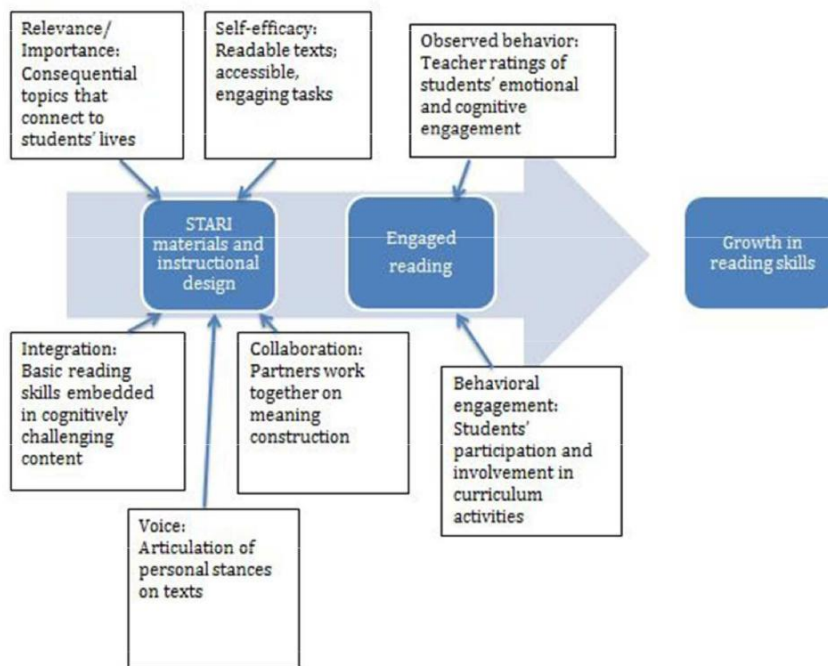 Relevance/
Importance:
Consequential
topics that
connect to
students' lives
Self-efficacy:
Readable texts;
accessible,
engaging tasks
Observed behavior:
Teacher ratings of
students' emotional
and cognitive
engagement
STARI
materials and
instructional
design
Engaged
reading
Growth in
reading skills
Integration:
Basic reading
skills embedded
in cognitively
challenging
content
Collaboration:
Partners work
together on
meaning
construction
Behavioral
engagement:
Students'
participation and
involvement in
curriculum
activities
Voice:
Articulation of
personal stances
on texts